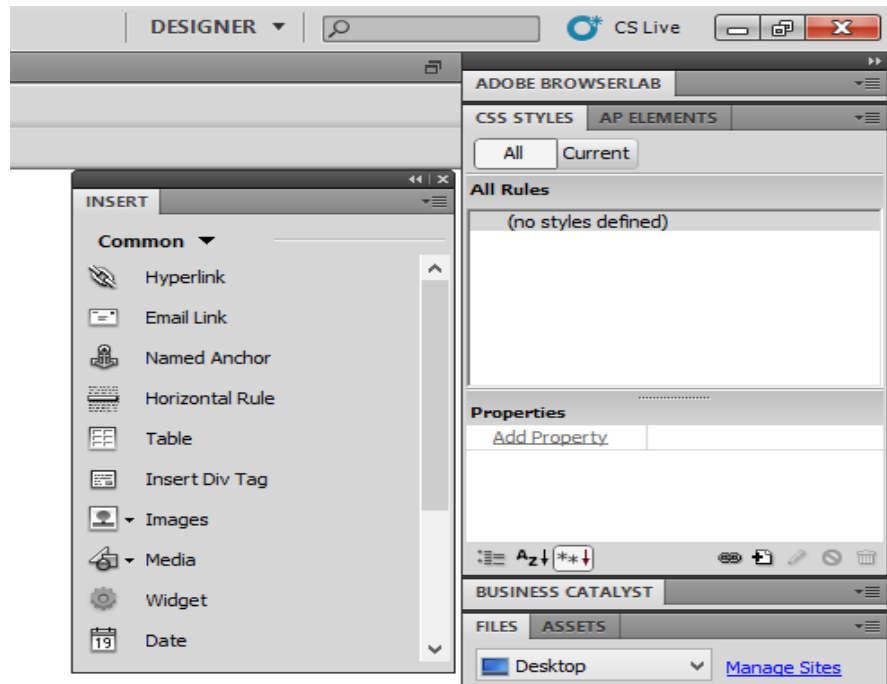 DESIGNER
CS Live
ADOBE BROWSERLAB
CSS STYLES AP ELEMENTS
All Current
All Rules
(no styles defined)
INSERT
Common
Hyperlink
Email Link
Named Anchor
Horizontal Rule
Table
Insert Div Tag
Images
Media
Widget
19 Date
Properties
Add Property
Az **
BUSINESS CATALYST
FILES ASSETS
Desktop Manage Sites